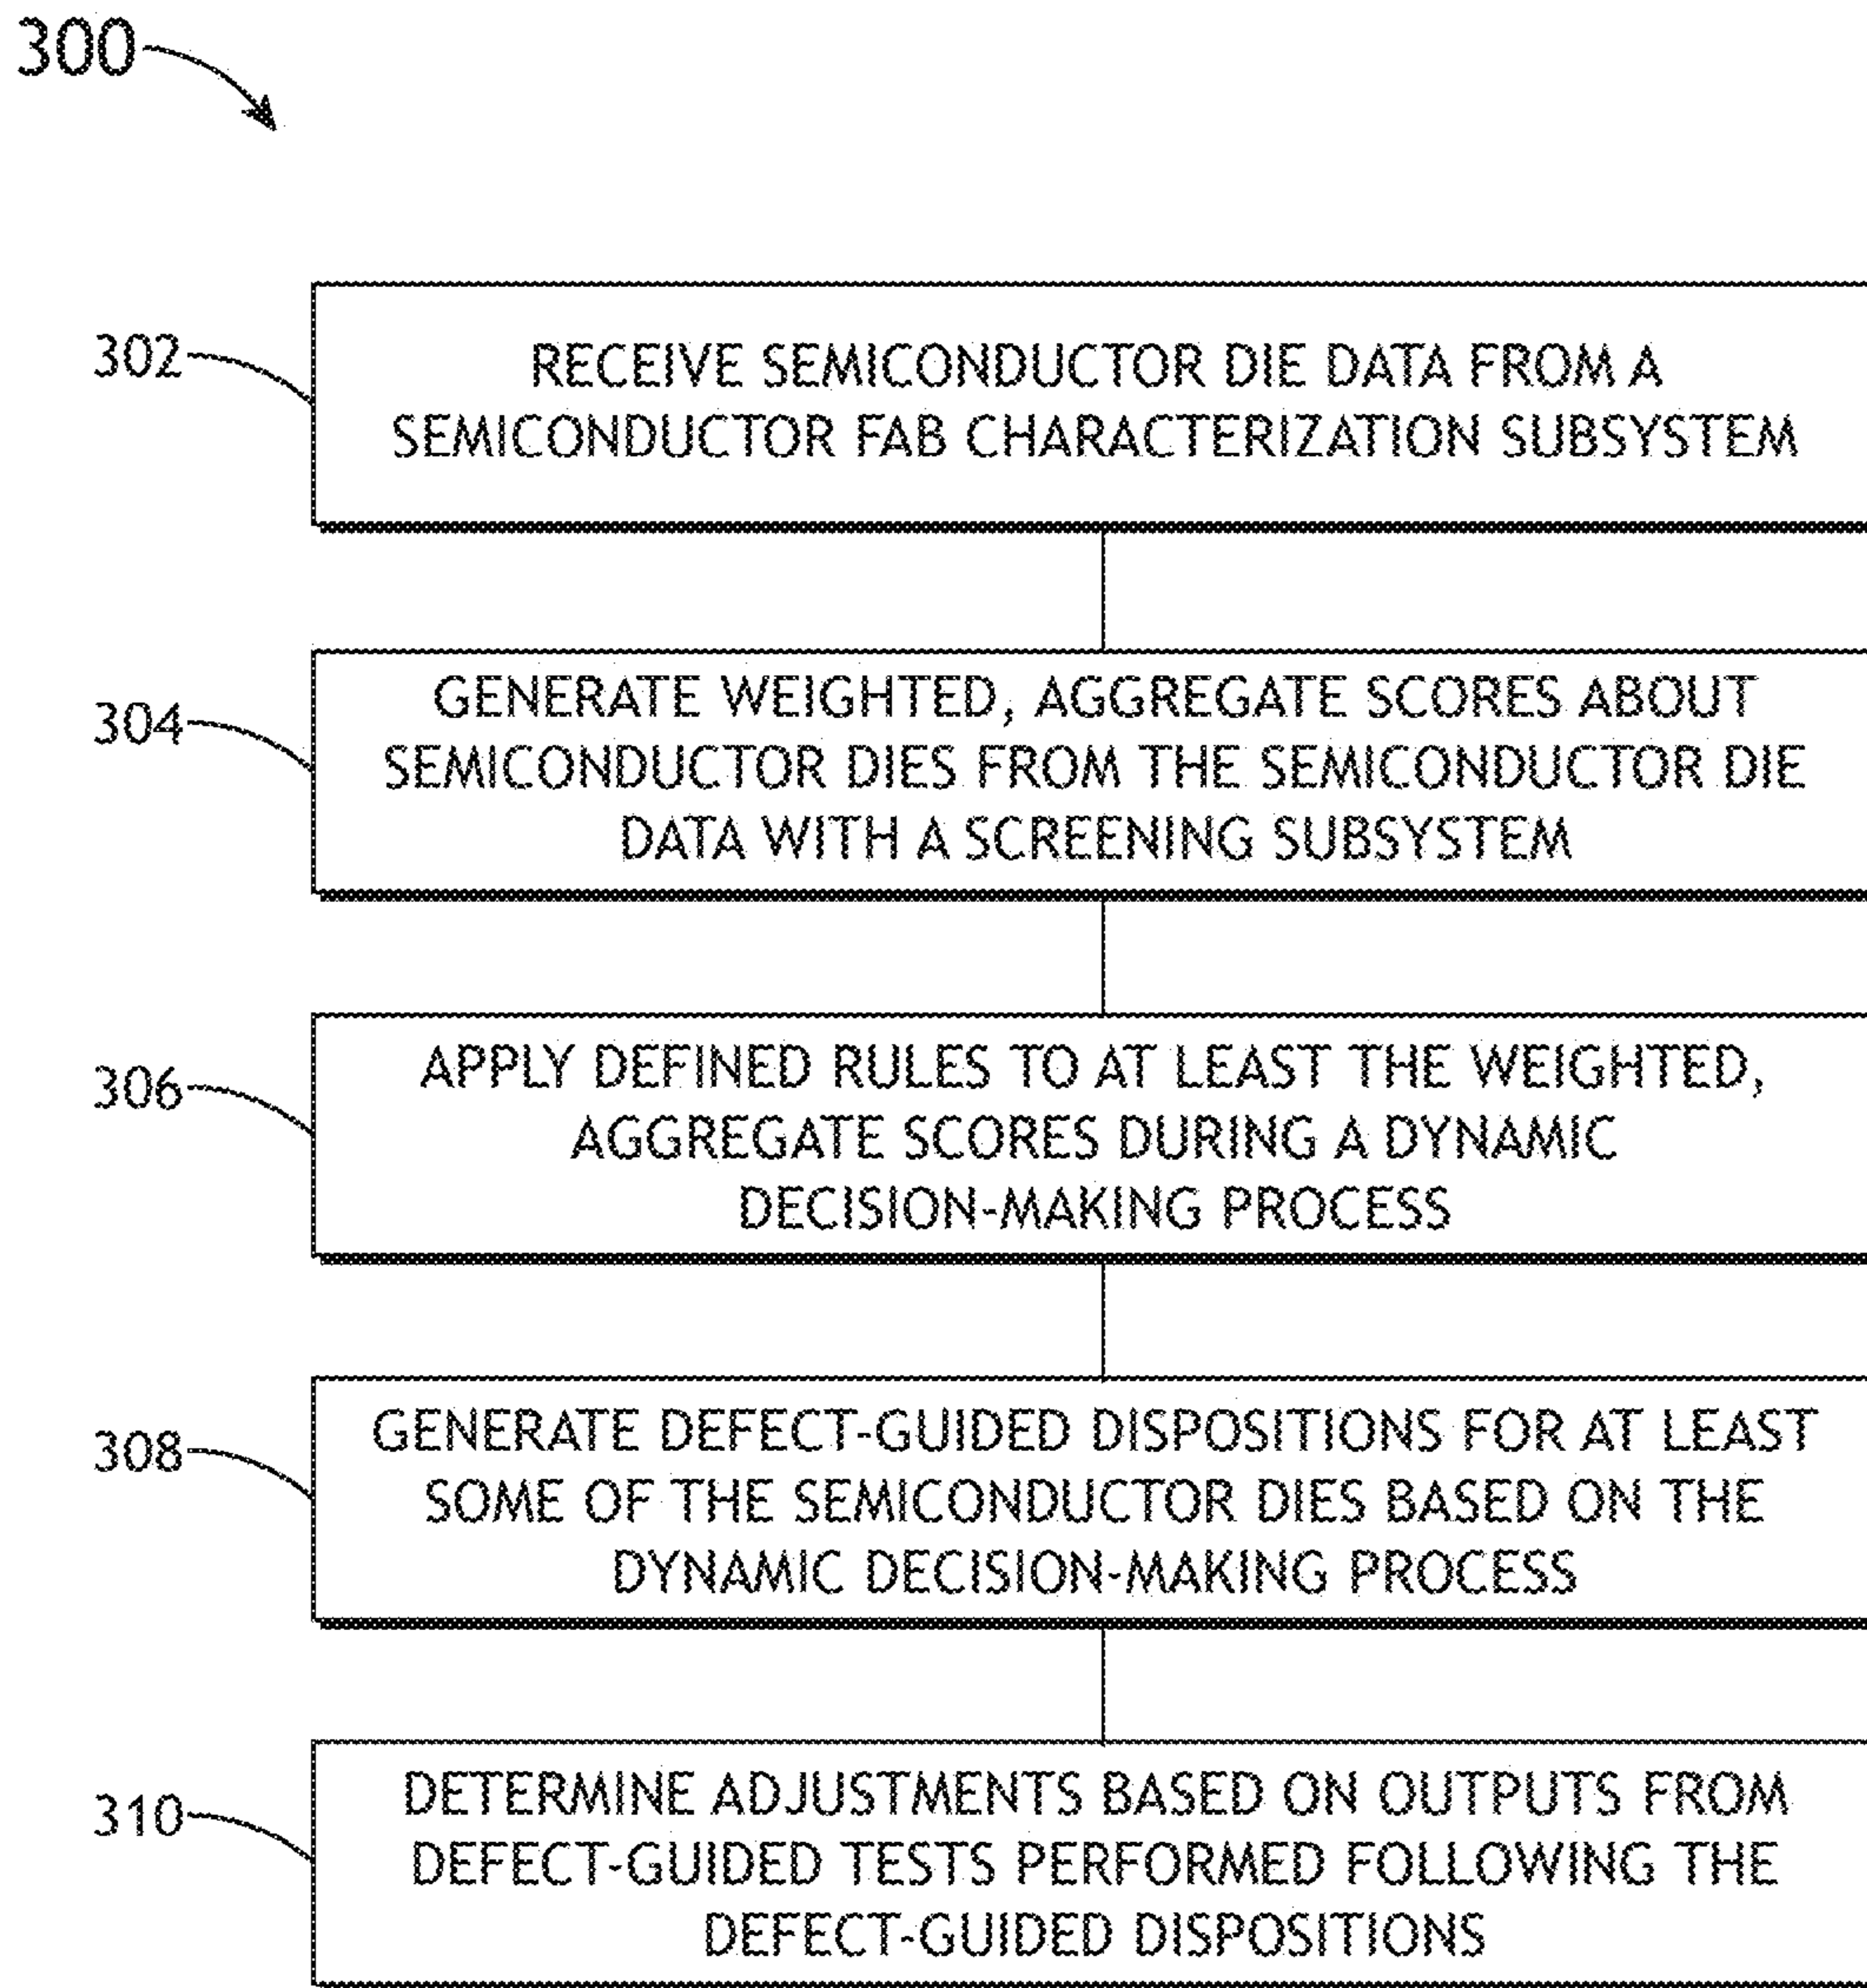 300
302
RECEIVE SEMICONDUCTOR DIE DATA FROM A
SEMICONDUCTOR FAB CHARACTERIZATION SUBSYSTEM
304
GENERATE WEIGHTED, AGGREGATE SCORES ABOUT
SEMICONDUCTOR DIES FROM THE SEMICONDUCTOR DIE
DATA WITH A SCREENING SUBSYSTEM
306
APPLY DEFINED RULES TO AT LEAST THE WEIGHTED,
AGGREGATE SCORES DURING A DYNAMIC
DECISION-MAKING PROCESS
308
GENERATE DEFECT-GUIDED DISPOSITIONS FOR AT LEAST
SOME OF THE SEMICONDUCTOR DIES BASED ON THE
DYNAMIC DECISION-MAKING PROCESS
310
DETERMINE ADJUSTMENTS BASED ON OUTPUTS FROM
DEFECT-GUIDED TESTS PERFORMED FOLLOWING THE
DEFECT-GUIDED DISPOSITIONS